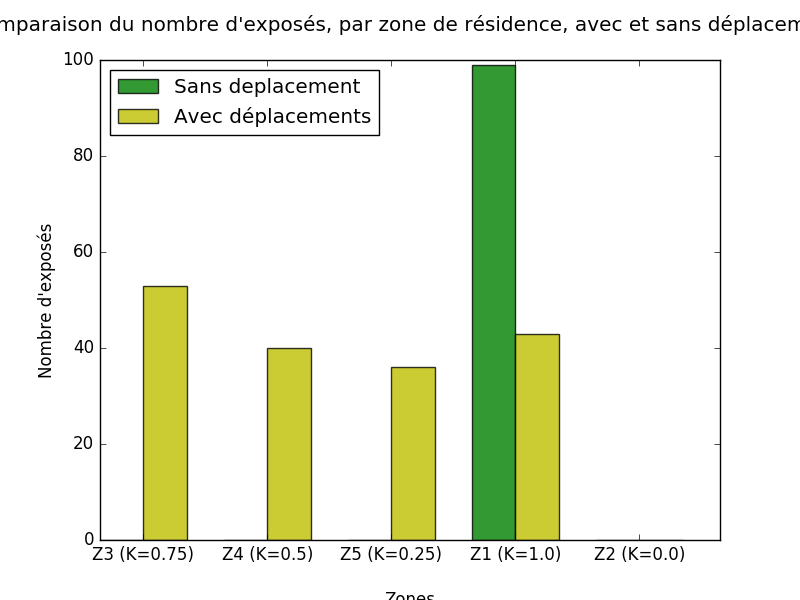 mparaison du nombre d'exposés, par zone de résidence, avec et sans déplacem
100
Sans deplacement
Avec déplacements
80
60
40
20
0
Nombre d'exposés
Z3 (K=0.75) Z4 (K=0.5) Z5 (K=0.25) Z1 (K=1.0) Z2 (K=0.0)
Zones